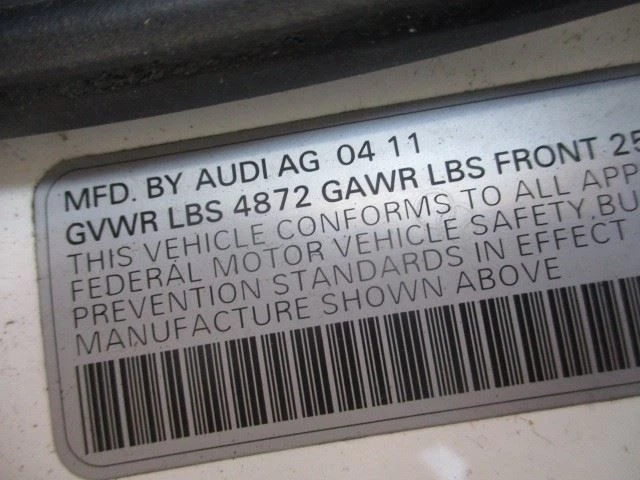 MFD. BY AUDI AG 04 11
GVWR LBS 4872 GAWR LBS FRONT 25
THIS VEHICLE CONFORMS TO ALL APP
FEDERAL MOTOR VEHICLE SAFETY, BU
PREVENTION STANDARDS IN EFFECT
MANUFACTURE SHOWN ABOVE